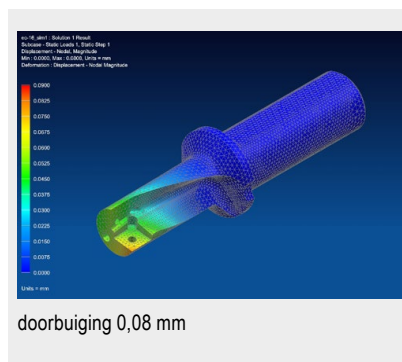 Solution 1 Result
Subcase - Static Loads 1, Static Step 1
Displacement - Nodal, Magnitude
Min : 0.0000, Max : 0.0800, Units = mm
Deformation : Displacement - Nodal Magnitude
0.0900
0.0825
0.0750
0.0675
0.0600
0.0525
0.0450
0.0375
0.0300
0.0225
0.0150
0.0075
0.0000
Units = mm
doorbuiging 0,08 mm